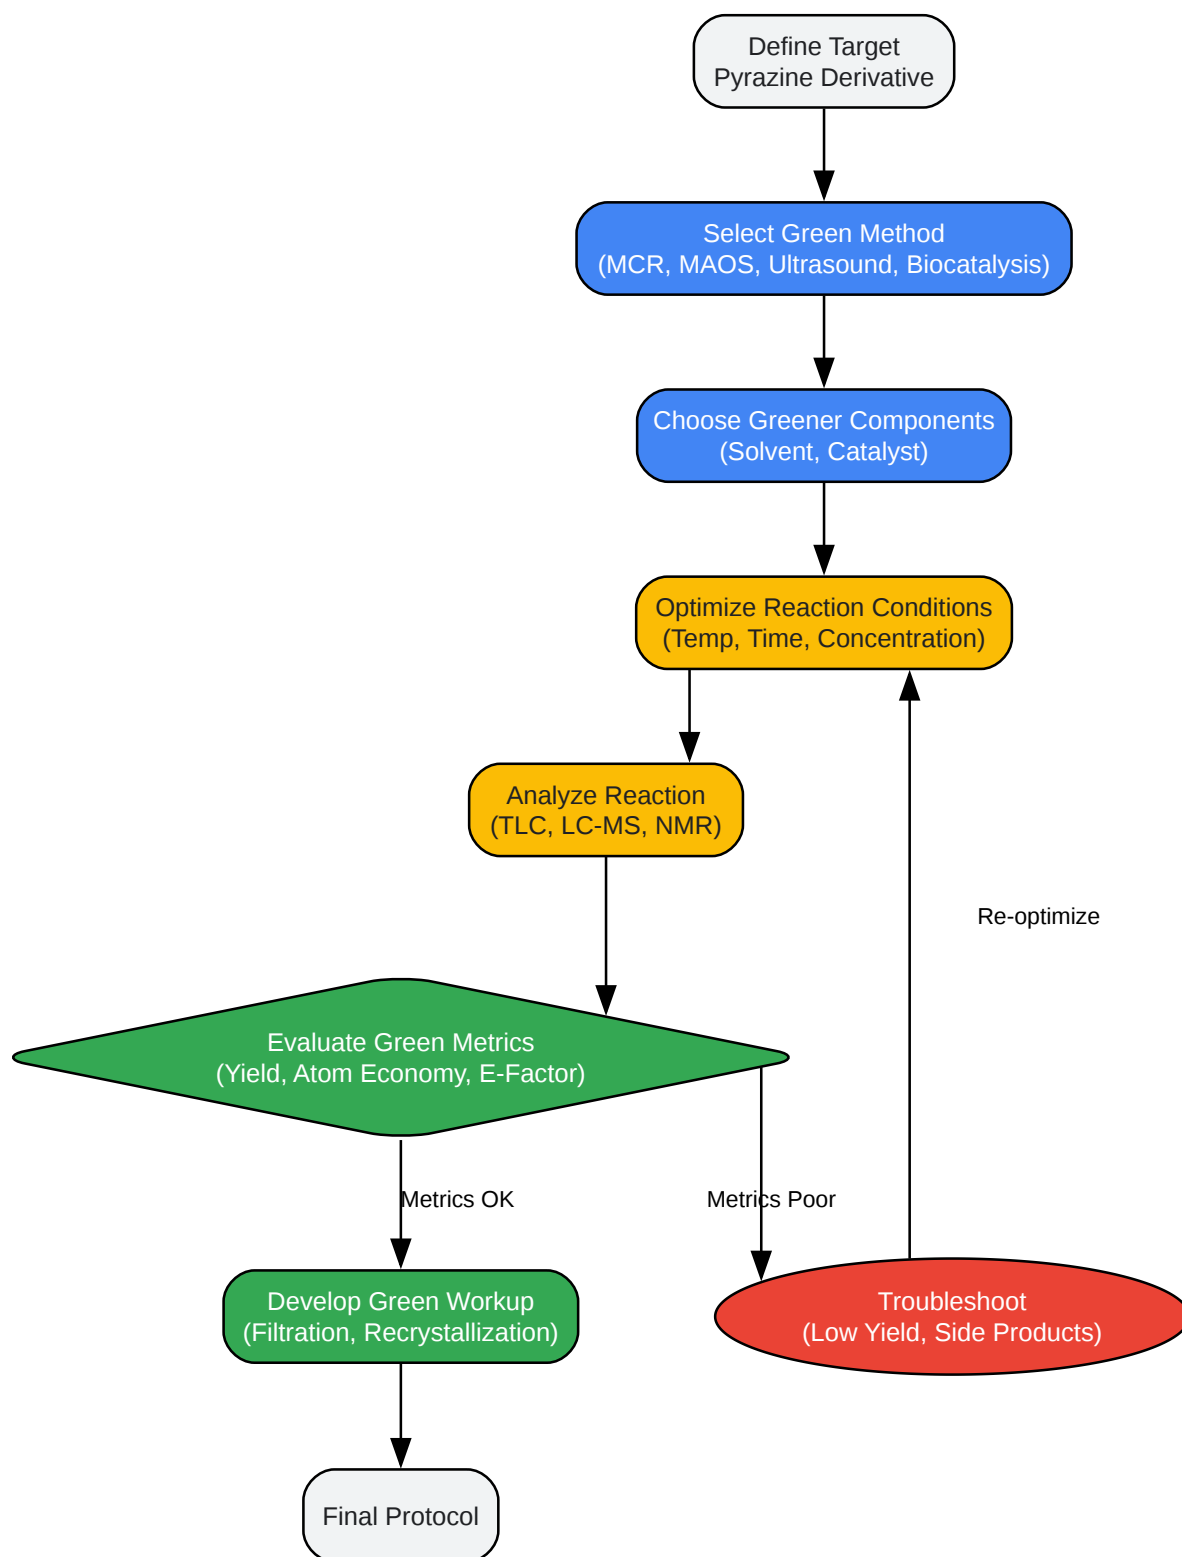 Define Target
Pyrazine Derivative
Select Green Method
(MCR, MAOS, Ultrasound, Biocatalysis)
Choose Greener Components
(Solvent, Catalyst)
Optimize Reaction Conditions
(Temp, Time, Concentration)
Analyze Reaction
(TLC, LC-MS, NMR)
Re-optimize
Evaluate Green Metrics
(Yield, Atom Economy, E-Factor)
Metrics OK
Metrics Poor
Develop Green Workup
(Filtration, Recrystallization)
Troubleshoot
(Low Yield, Side Products)
Final Protocol